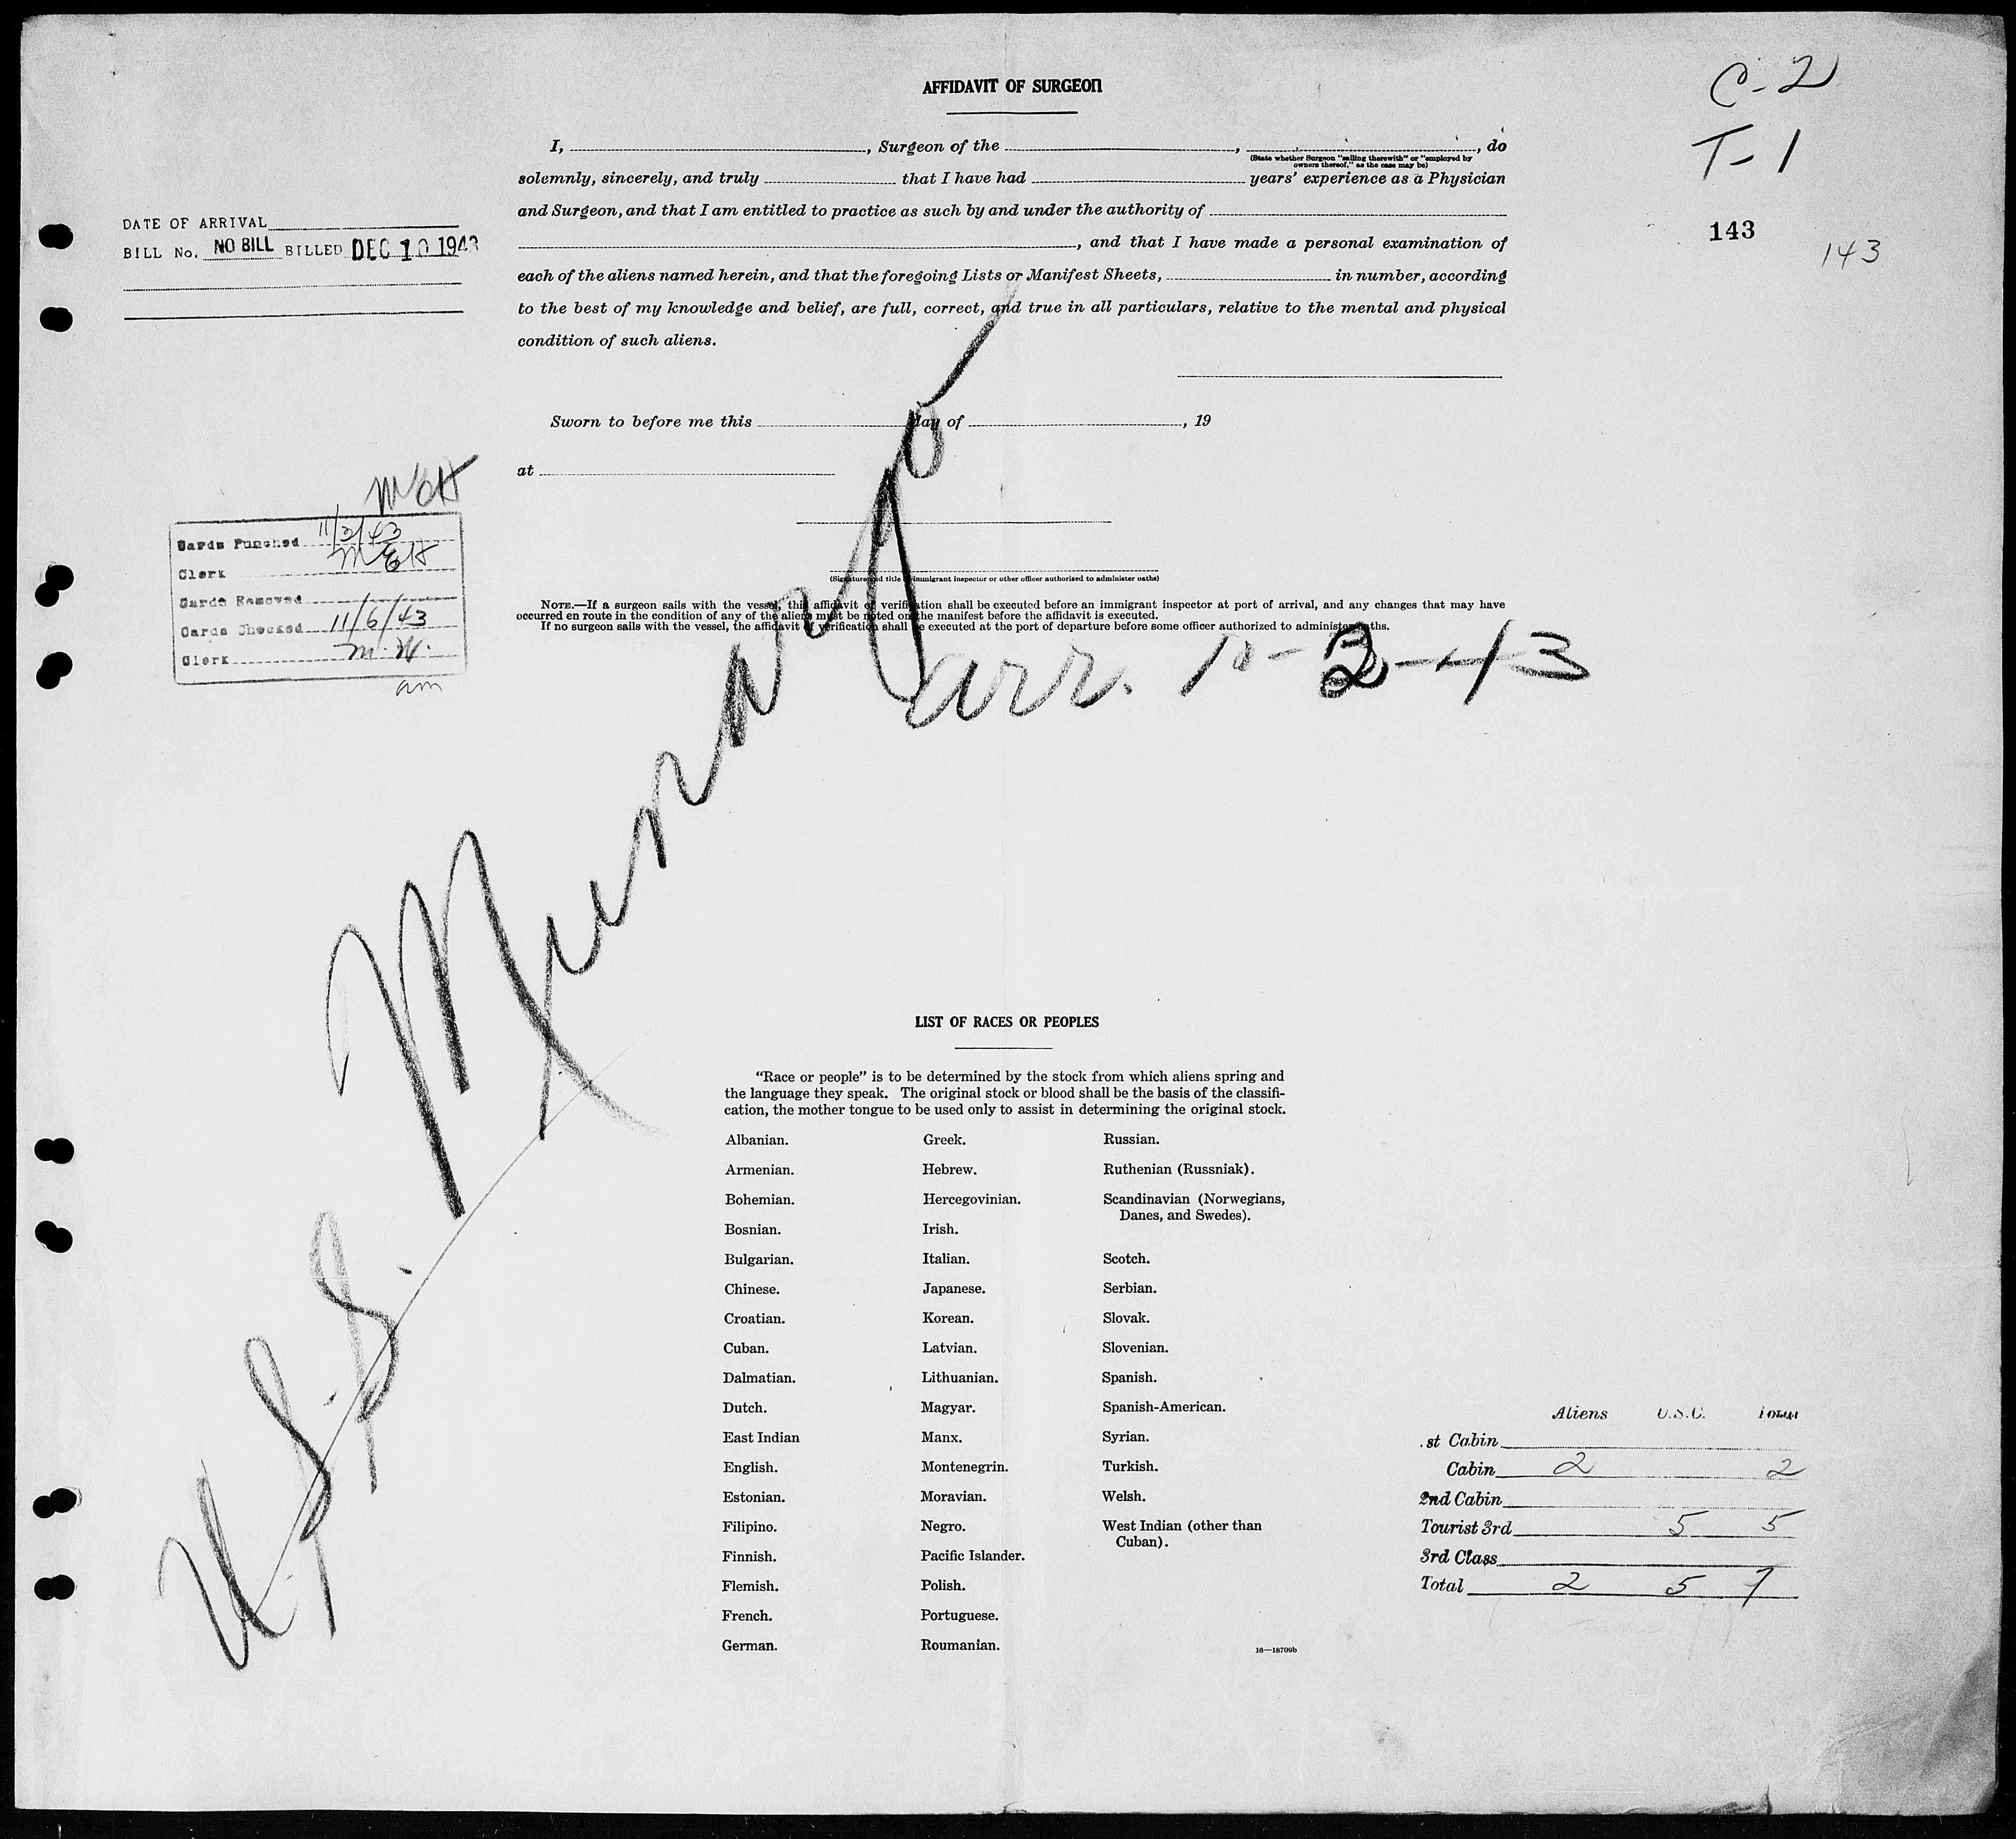 AFFIDAVIT OF SURGEON
C-2
T-1
143
143
I, , Surgeon of the , , do
(State whether Surgeon "sailing therewith" or "employed by
owners thereof," as the case may be)
solemnly, sincerely, and truly that I have had years' experience as a Physician
and Surgeon, and that I am entitled to practice as such by and under the authority of
, and that I have made a personal examination of
each of the aliens named herein, and that the foregoing Lists or Manifest Sheets, in number, according
to the best of my knowledge and belief, are full, correct, and true in all particulars, relative to the mental and physical
condition of such aliens.
DATE OF ARRIVAL
BILL No. NO BILL BILLED DEC 10 1943
Sworn to before me this day of , 19
at
(Signature and title of immigrant inspector or other officer authorized to administer oaths)
NOTE.—If a surgeon sails with the vessel, this affidavit of verification shall be executed before an immigrant inspector at port of arrival, and any changes that may have
occurred en route in the condition of any of the aliens must be noted on the manifest before the affidavit is executed.
If no surgeon sails with the vessel, the affidavit of verification shall be executed at the port of departure before some officer authorized to administer oaths.
Cards Punched 11/3/43
Clerk
Cards Removed
Cards Checked 11/6/43
Clerk M.H.
am
arr. 10-2-43
U.S.S. Munargo
LIST OF RACES OR PEOPLES
"Race or people" is to be determined by the stock from which aliens spring and
the language they speak. The original stock or blood shall be the basis of the classifi-
cation, the mother tongue to be used only to assist in determining the original stock.
Albanian. Greek. Russian.
Armenian. Hebrew. Ruthenian (Russniak).
Bohemian. Hercegovinian. Scandinavian (Norwegians,
Danes, and Swedes).
Bosnian. Irish.
Bulgarian. Italian. Scotch.
Chinese. Japanese. Serbian.
Croatian. Korean. Slovak.
Cuban. Latvian. Slovenian.
Dalmatian. Lithuanian. Spanish.
Dutch. Magyar. Spanish-American.
East Indian Manx. Syrian.
English. Montenegrin. Turkish.
Estonian. Moravian. Welsh.
Filipino. Negro. West Indian (other than
Cuban).
Finnish. Pacific Islander.
Flemish. Polish.
French. Portuguese.
German. Roumanian.
16—18709b
Aliens U.S.C. Total
st Cabin
Cabin 2 2
2nd Cabin
Tourist 3rd 5 5
3rd Class
Total 2 5 7